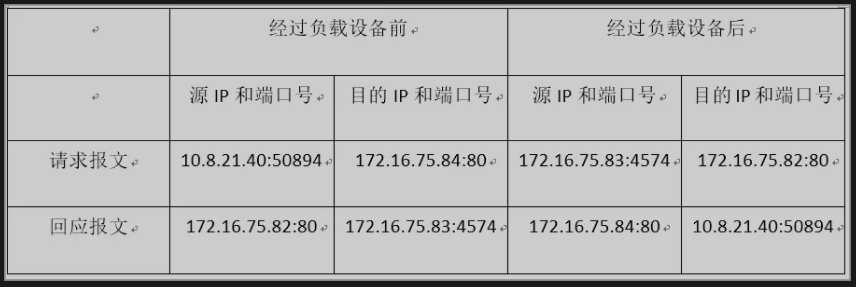 经过负载设备前 经过负载设备后
源 IP 和端口号 目的 IP 和端口号 源 IP 和端口号 目的 IP 和端口号
请求报文 10.8.21.40:50894 172.16.75.84:80 172.16.75.83:4574 172.16.75.82:80
回应报文 172.16.75.82:80 172.16.75.83:4574 172.16.75.84:80 10.8.21.40:50894